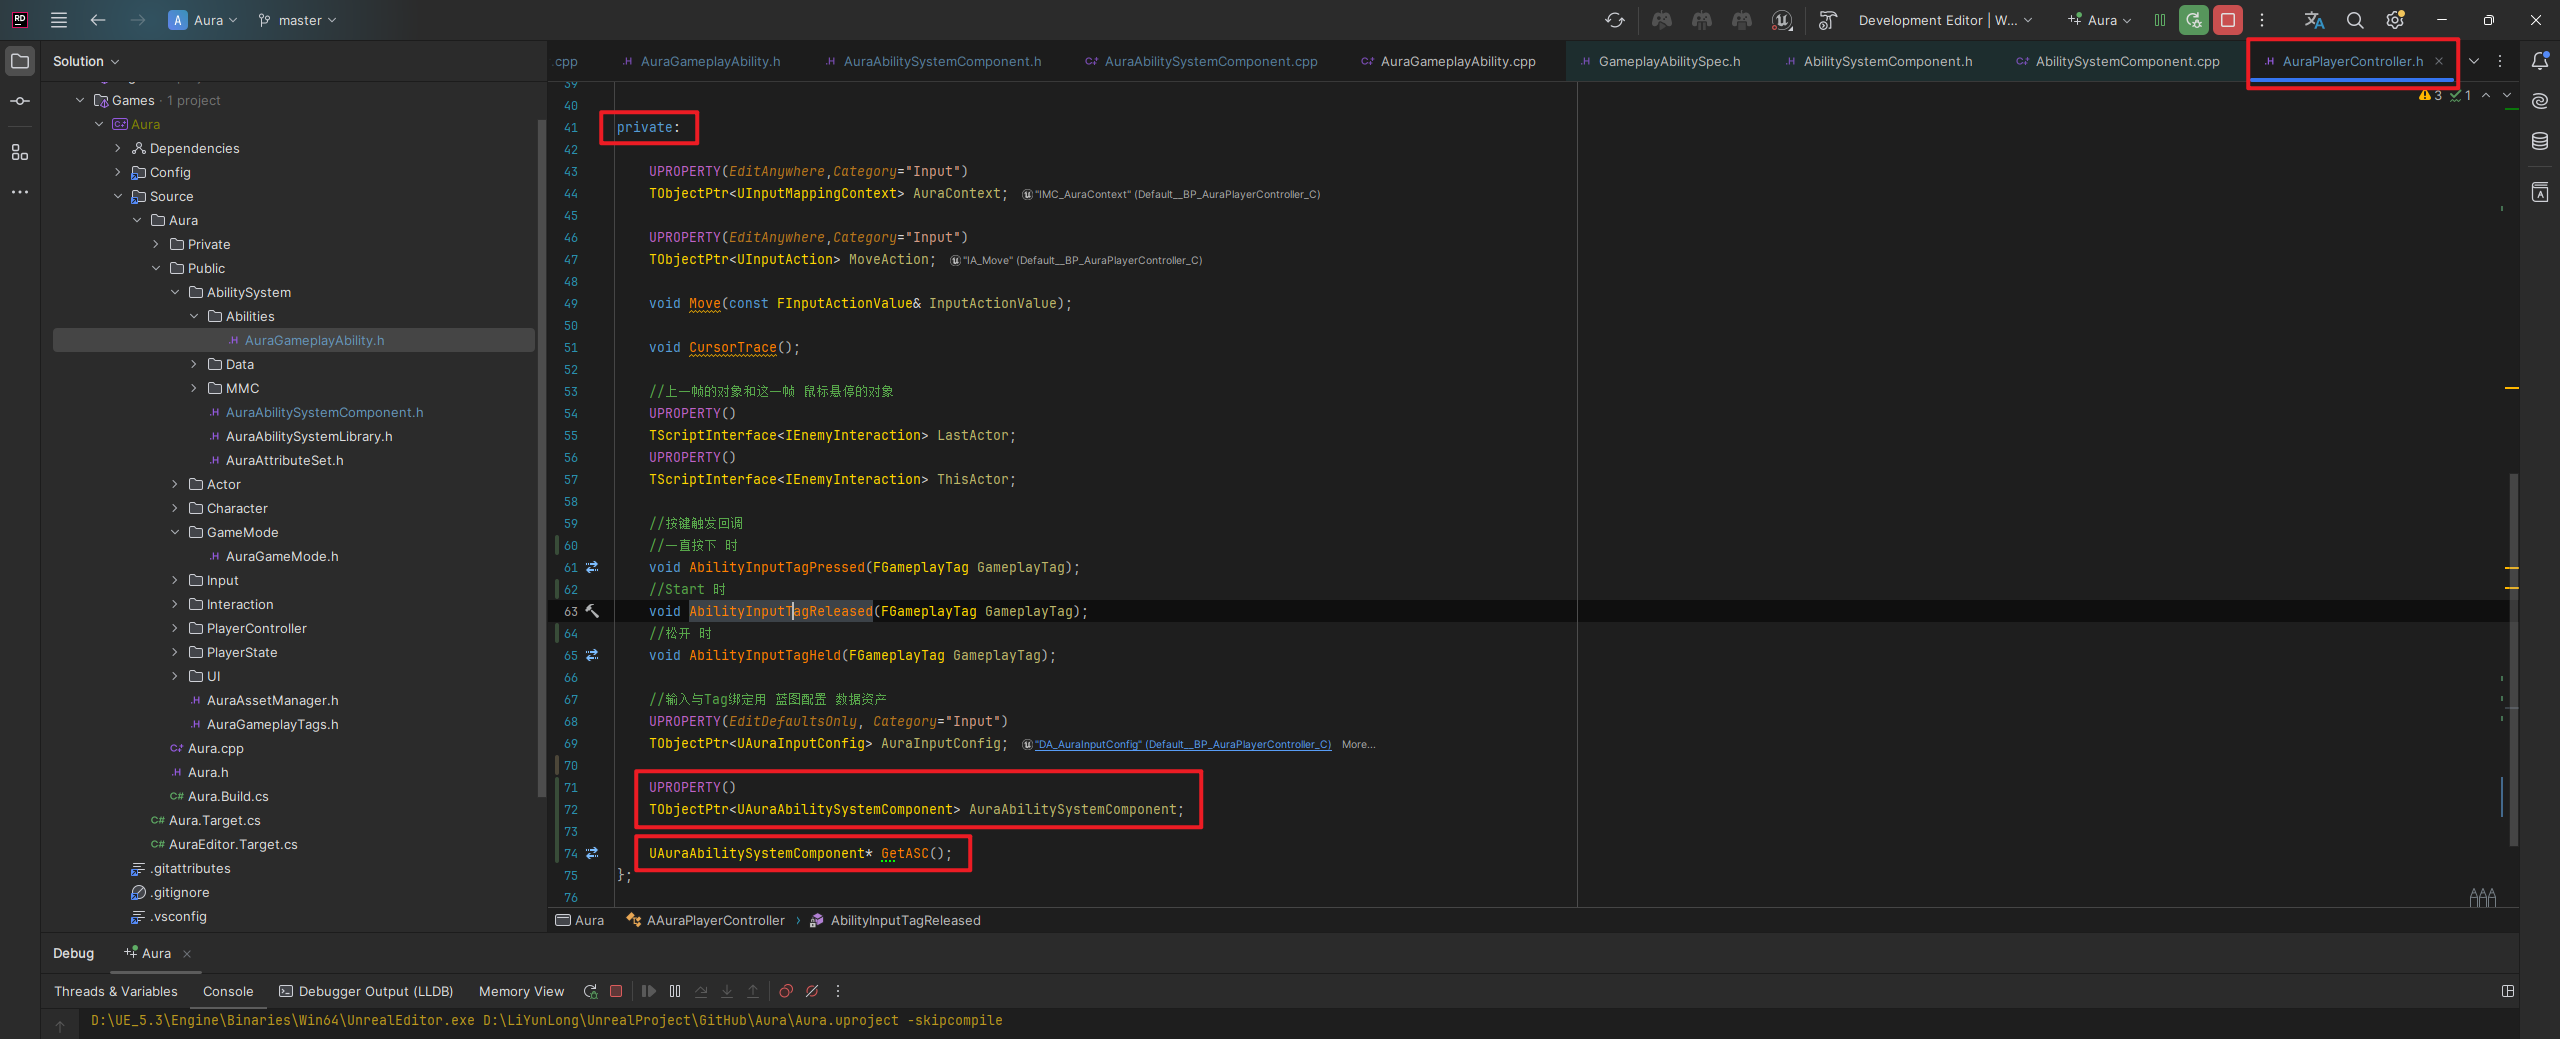 RD
A Aura
master
Development Editor | W...
Aura
Solution
.cpp
AuraGameplayAbility.h
AuraAbilitySystemComponent.h
AuraAbilitySystemComponent.cpp
AuraGameplayAbility.cpp
GameplayAbilitySpec.h
AbilitySystemComponent.h
AbilitySystemComponent.cpp
AuraPlayerController.h
3 1
Games · 1 project
Aura
Dependencies
Config
Source
Aura
Private
Public
AbilitySystem
Abilities
AuraGameplayAbility.h
Data
MMC
AuraAbilitySystemComponent.h
AuraAbilitySystemLibrary.h
AuraAttributeSet.h
Actor
Character
GameMode
AuraGameMode.h
Input
Interaction
PlayerController
PlayerState
UI
AuraAssetManager.h
AuraGameplayTags.h
Aura.cpp
Aura.h
Aura.Build.cs
Aura.Target.cs
AuraEditor.Target.cs
.gitattributes
.gitignore
.vsconfig
39
40
41 private:
42
43 UPROPERTY(EditAnywhere,Category="Input")
44 TObjectPtr<UInputMappingContext> AuraContext; "IMC_AuraContext" (Default__BP_AuraPlayerController_C)
45
46 UPROPERTY(EditAnywhere,Category="Input")
47 TObjectPtr<UInputAction> MoveAction; "IA_Move" (Default__BP_AuraPlayerController_C)
48
49 void Move(const FInputActionValue& InputActionValue);
50
51 void CursorTrace();
52
53 //上一帧的对象和这一帧 鼠标悬停的对象
54 UPROPERTY()
55 TScriptInterface<IEnemyInteraction> LastActor;
56 UPROPERTY()
57 TScriptInterface<IEnemyInteraction> ThisActor;
58
59 //按键触发回调
60 //一直按下 时
61 void AbilityInputTagPressed(FGameplayTag GameplayTag);
62 //Start 时
63 void AbilityInputTagReleased(FGameplayTag GameplayTag);
64 //松开 时
65 void AbilityInputTagHeld(FGameplayTag GameplayTag);
66
67 //输入与Tag绑定用 蓝图配置 数据资产
68 UPROPERTY(EditDefaultsOnly, Category="Input")
69 TObjectPtr<UAuraInputConfig> AuraInputConfig; "DA_AuraInputConfig" (Default__BP_AuraPlayerController_C) More...
70
71 UPROPERTY()
72 TObjectPtr<UAuraAbilitySystemComponent> AuraAbilitySystemComponent;
73
74 UAuraAbilitySystemComponent* GetASC();
75 };
76
Aura AAuraPlayerController › AbilityInputTagReleased
Debug Aura
Threads & Variables Console Debugger Output (LLDB) Memory View
D:\UE_5.3\Engine\Binaries\Win64\UnrealEditor.exe D:\LiYunLong\UnrealProject\GitHub\Aura\Aura.uproject -skipcompile